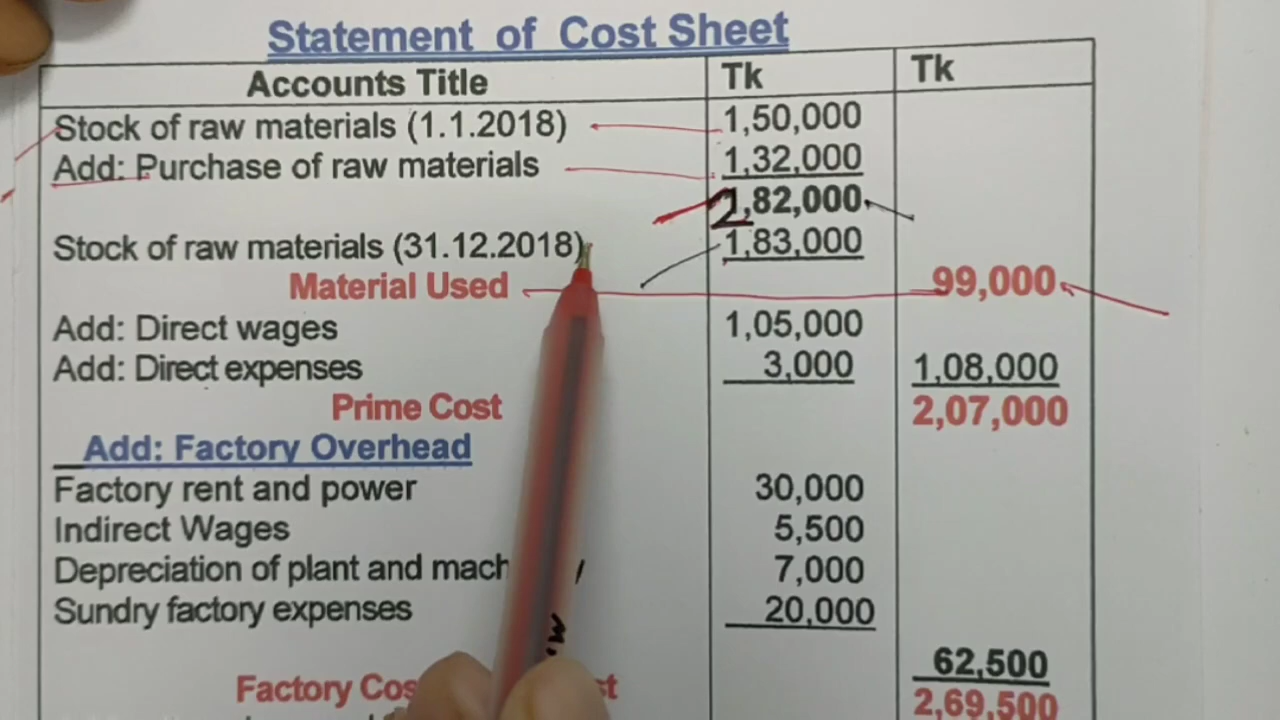 Statement of Cost Sheet
Accounts Title Tk Tk
Stock of raw materials (1.1.2018) 1,50,000
Add: Purchase of raw materials 1,32,000
2,82,000
Stock of raw materials (31.12.2018) 1,83,000
Material Used 99,000
Add: Direct wages 1,05,000
Add: Direct expenses 3,000 1,08,000
Prime Cost 2,07,000
Add: Factory Overhead
Factory rent and power 30,000
Indirect Wages 5,500
Depreciation of plant and 7,000
Sundry factory expenses 20,000
62,500
Factory 2,69,500